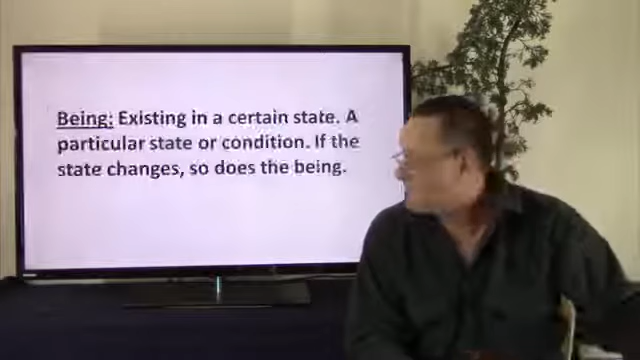 Being: Existing in a certain state. A
particular state or condition. If the
state changes, so does the being.